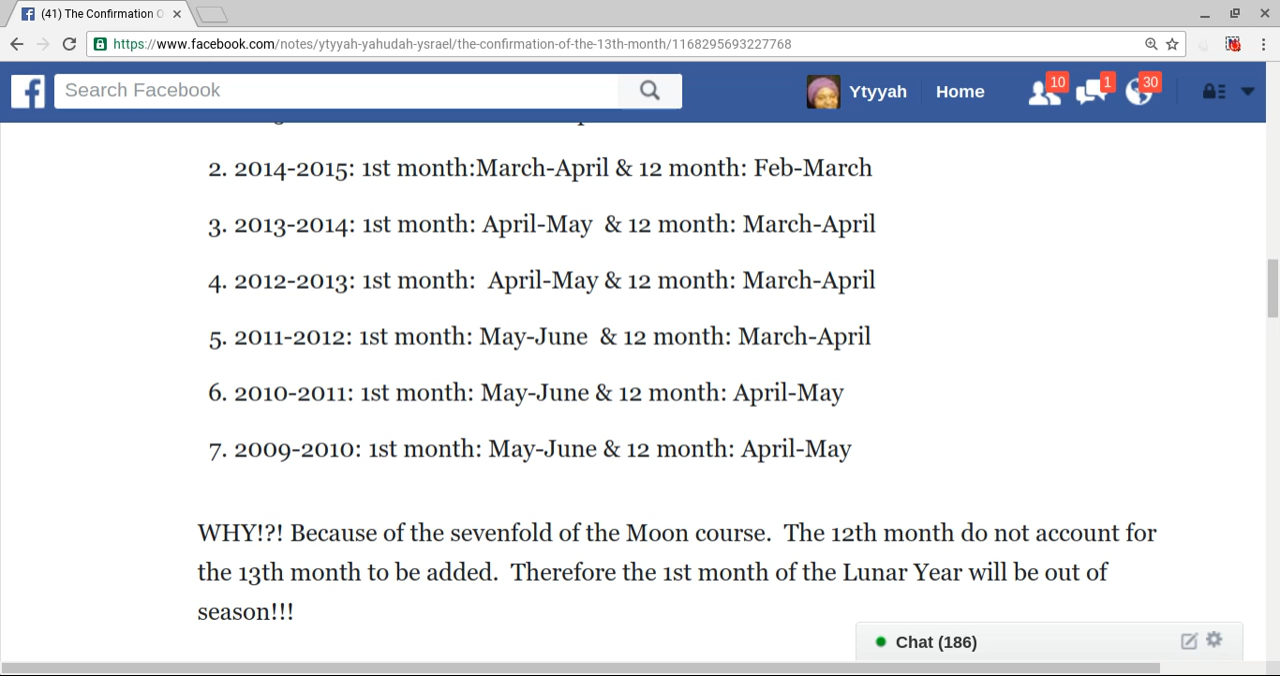 (41) The Confirmation O
https://www.facebook.com/notes/ytyyah-yahudah-ysrael/the-confirmation-of-the-13th-month/1168295693227768
Search Facebook
Ytyyah
Home
10
1
30
2. 2014-2015: 1st month:March-April & 12 month: Feb-March
3. 2013-2014: 1st month: April-May & 12 month: March-April
4. 2012-2013: 1st month: April-May & 12 month: March-April
5. 2011-2012: 1st month: May-June & 12 month: March-April
6. 2010-2011: 1st month: May-June & 12 month: April-May
7. 2009-2010: 1st month: May-June & 12 month: April-May
WHY!?! Because of the sevenfold of the Moon course. The 12th month do not account for
the 13th month to be added. Therefore the 1st month of the Lunar Year will be out of
season!!!
Chat (186)